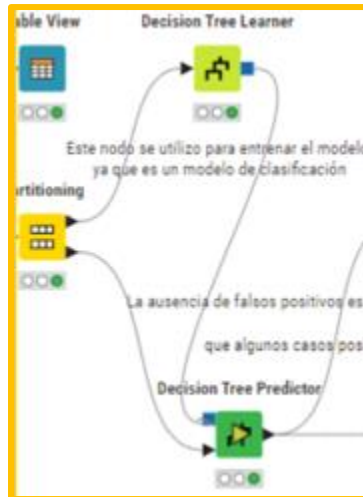 able View
Decision Tree Learner
Este nodo se utilizo para entrenar el modelo
ya que es un modelo de clasificación
artitioning
La ausencia de falsos positivos es
que algunos casos pos
Decision Tree Predictor